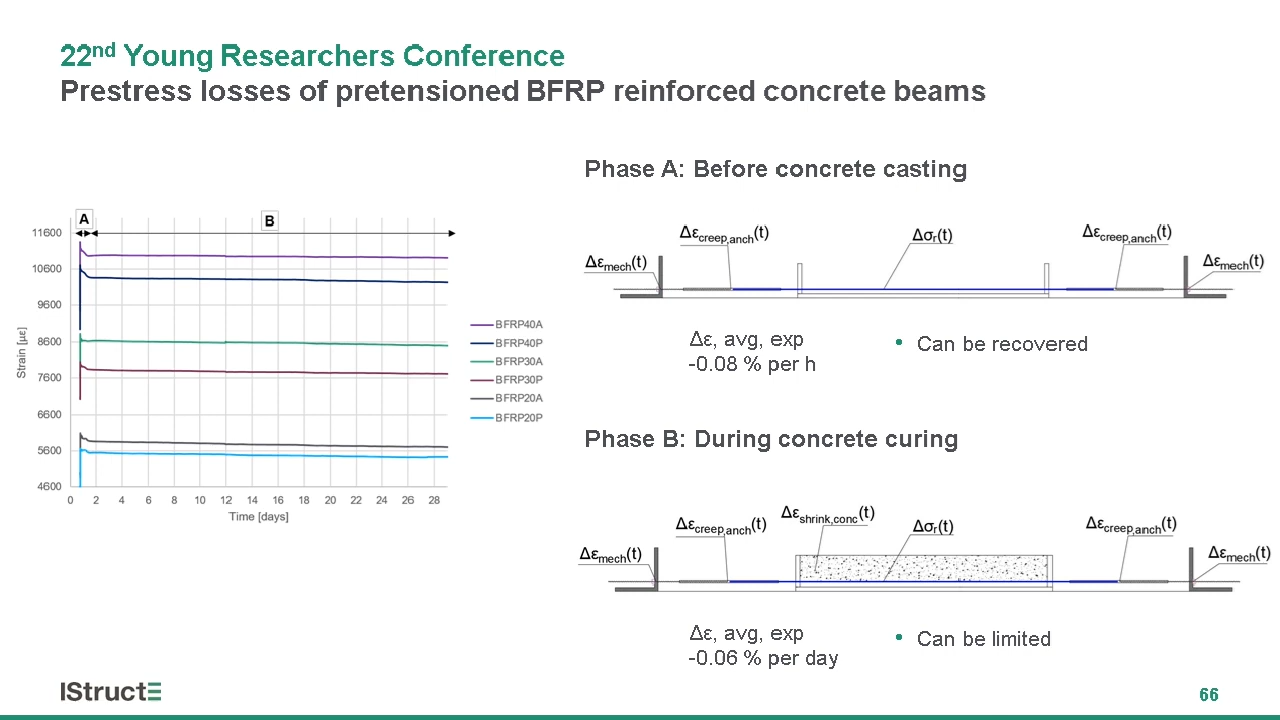 22nd Young Researchers Conference
Prestress losses of pretensioned BFRP reinforced concrete beams
A
B
11600
10600
9600
8600
7600
6600
5600
4600
Strain [µε]
0 2 4 6 8 10 12 14 16 18 20 22 24 26 28
Time [days]
BFRP40A
BFRP40P
BFRP30A
BFRP30P
BFRP20A
BFRP20P
Phase A: Before concrete casting
Δεcreep,anch(t)
Δσr(t)
Δεcreep,anch(t)
Δεmech(t)
Δεmech(t)
Δε, avg, exp
-0.08 % per h
• Can be recovered
Phase B: During concrete curing
Δεcreep,anch(t)
Δεshrink,conc(t)
Δσr(t)
Δεcreep,anch(t)
Δεmech(t)
Δεmech(t)
Δε, avg, exp
-0.06 % per day
• Can be limited
IStructE
66